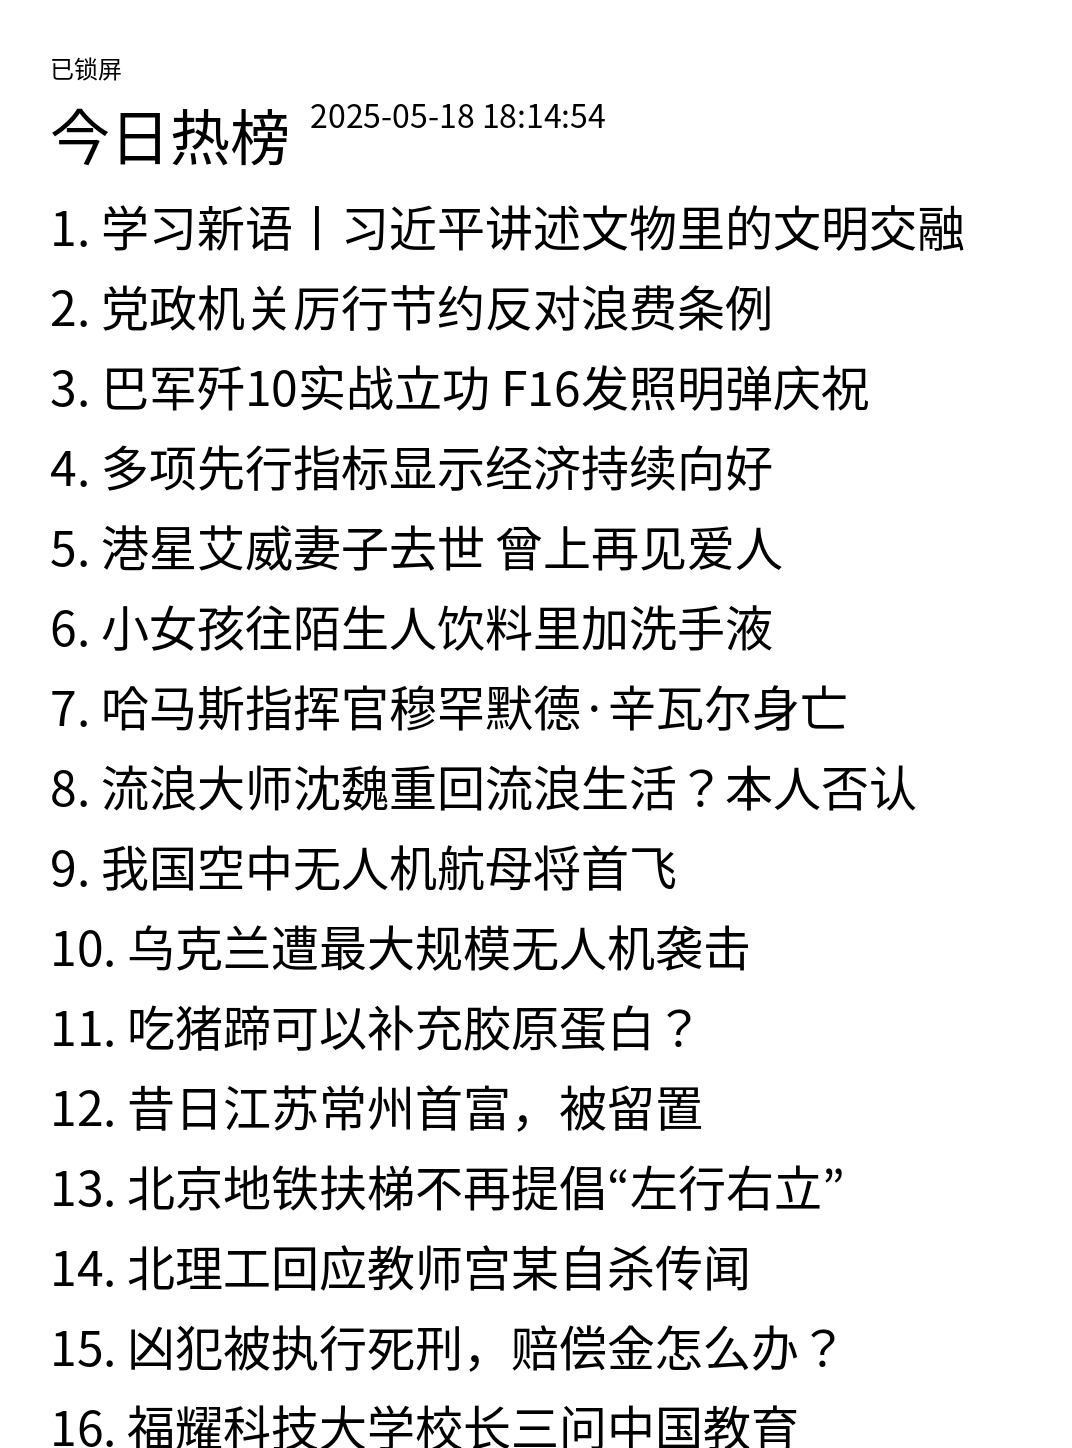 已锁屏
今日热榜 2025-05-18 18:14:54
1. 学习新语丨习近平讲述文物里的文明交融
2. 党政机关厉行节约反对浪费条例
3. 巴军歼10实战立功 F16发照明弹庆祝
4. 多项先行指标显示经济持续向好
5. 港星艾威妻子去世 曾上再见爱人
6. 小女孩往陌生人饮料里加洗手液
7. 哈马斯指挥官穆罕默德·辛瓦尔身亡
8. 流浪大师沈魏重回流浪生活？本人否认
9. 我国空中无人机航母将首飞
10. 乌克兰遭最大规模无人机袭击
11. 吃猪蹄可以补充胶原蛋白？
12. 昔日江苏常州首富，被留置
13. 北京地铁扶梯不再提倡“左行右立”
14. 北理工回应教师宫某自杀传闻
15. 凶犯被执行死刑，赔偿金怎么办？
16. 福耀科技大学校长三问中国教育